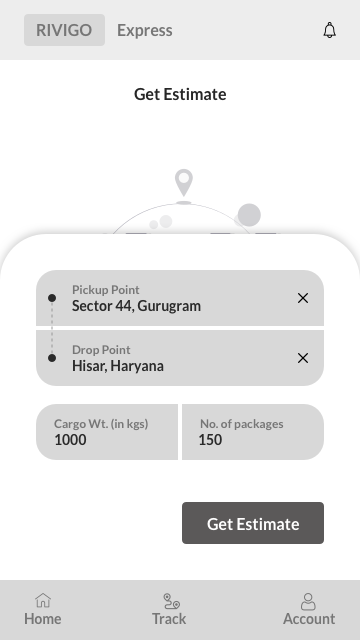 RIVIGO Express
Get Estimate
Pickup Point
Sector 44, Gurugram
Drop Point
Hisar, Haryana
Cargo Wt. (in kgs) No. of packages
1000 150
Get Estimate
Home Track Account